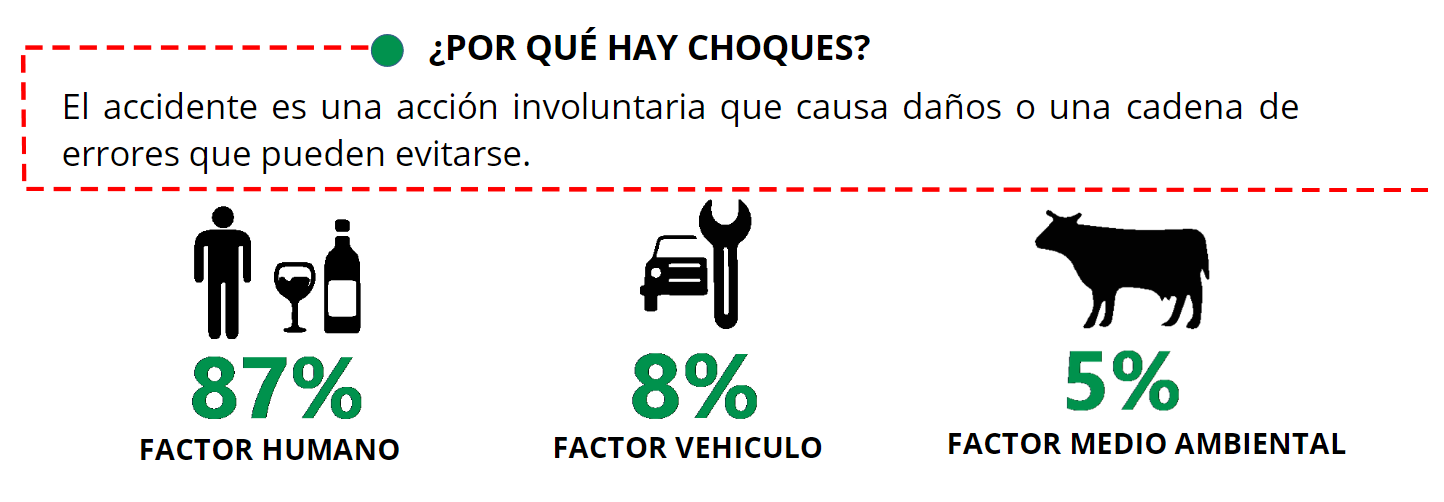 ¿POR QUÉ HAY CHOQUES?
El accidente es una acción involuntaria que causa daños o una cadena de
errores que pueden evitarse.
87%
8%
5%
FACTOR HUMANO
FACTOR VEHICULO
FACTOR MEDIO AMBIENTAL